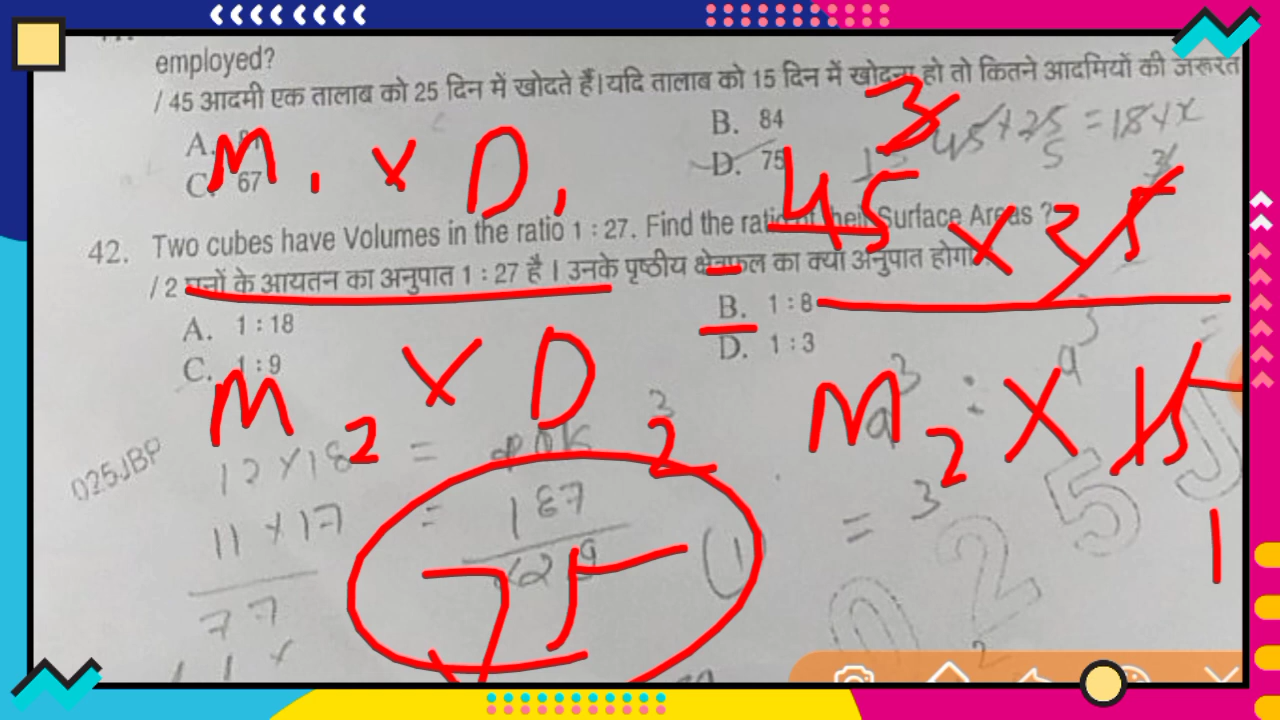 employed?
/ 45 आदमी एक तालाब को 25 दिन में खोदते हैं।यदि तालाब को 15 दिन में खोदना हो तो कितने आदमियों की जरूरत
A.
B. 84
C. 67
D. 75
45 × 25 = 15 × x
M₁ × D₁
45 × 25
42. Two cubes have Volumes in the ratio 1 : 27. Find the ratio of their Surface Areas ?
/ 2 घनों के आयतन का अनुपात 1 : 27 है । उनके पृष्ठीय क्षेत्रफल का क्या अनुपात होगा
A. 1 : 18
B. 1 : 8
C. 1 : 9
D. 1 : 3
M₂ × D₂
M₂ × 15
a³ : a³
12 × 18 =
025JBP
11 × 17 = 187
77
75
1